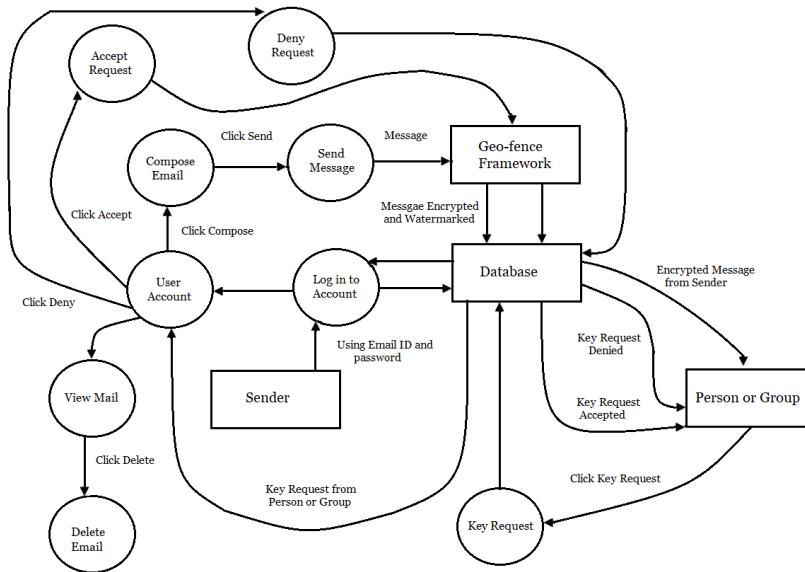 Deny
Request
Accept
Request
Click Send
Message
Geo-fence
Framework
Compose
Email
Send
Message
Messgae Encrypted
and Watermarked
Click Accept
Click Compose
User
Account
Log in to
Account
Database
Encrypted Message
from Sender
Click Deny
Using Email ID and
password
Key Request
Denied
View Mail
Sender
Key Request
Accepted
Person or Group
Click Delete
Key Request from
Person or Group
Click Key Request
Delete
Email
Key Request